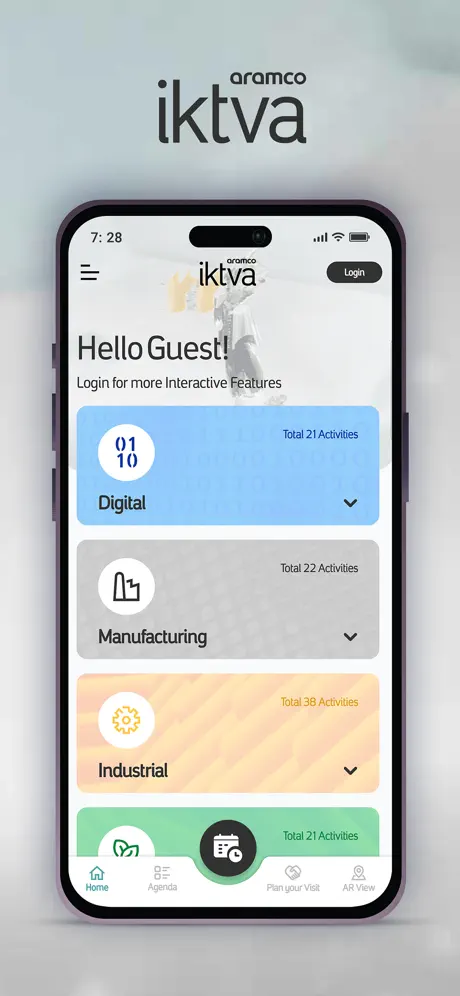 aramco
iktva
7: 28
aramco
iktva
Login
Hello Guest!
Login for more Interactive Features
01
10
Total 21 Activities
Digital
Total 22 Activities
Manufacturing
Total 38 Activities
Industrial
Total 21 Activities
Home
Agenda
Plan your Visit
AR View